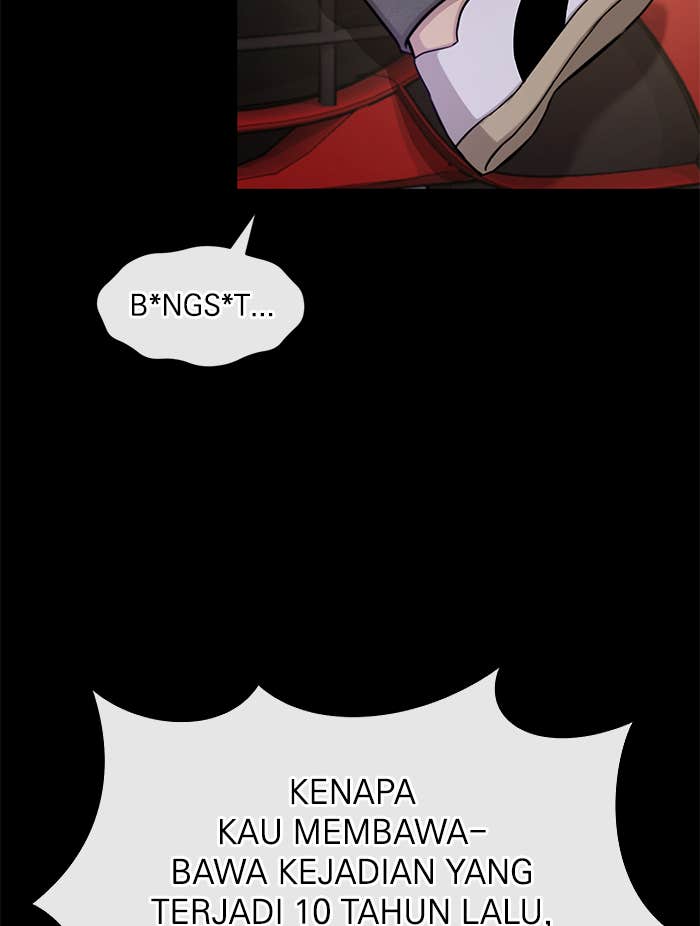 B*NGS*T...
KENAPA
KAU MEMBAWA-
BAWA KEJADIAN YANG
TERJADI 10 TAHUN LALU,